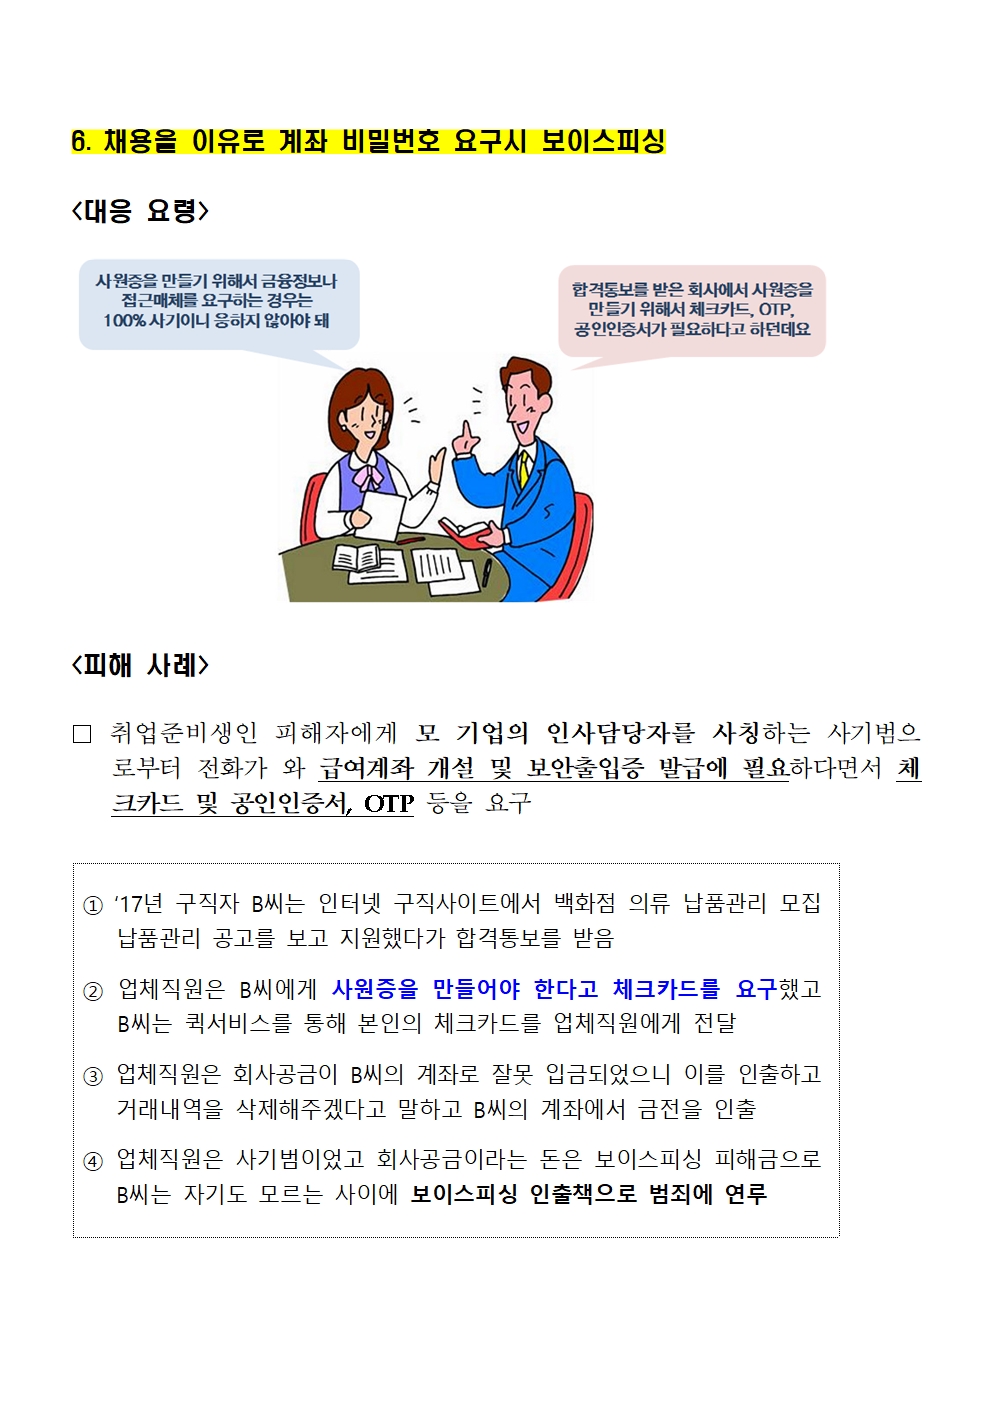 6. 채용을 이유로 계좌 비밀번호 요구시 보이스피싱
<대응 요령>
사원증을 만들기 위해서 금융정보나
접근매체를 요구하는 경우는
100% 사기이니 응하지 않아야 돼
합격통보를 받은 회사에서 사원증을
만들기 위해서 체크카드, OTP,
공인인증서가 필요하다고 하던데요
<피해 사례>
□ 취업준비생인 피해자에게 모 기업의 인사담당자를 사칭하는 사기범으
로부터 전화가 와 급여계좌 개설 및 보안출입증 발급에 필요하다면서 체
크카드 및 공인인증서, OTP 등을 요구
① ‘17년 구직자 B씨는 인터넷 구직사이트에서 백화점 의류 납품관리 모집
납품관리 공고를 보고 지원했다가 합격통보를 받음
② 업체직원은 B씨에게 사원증을 만들어야 한다고 체크카드를 요구했고
B씨는 퀵서비스를 통해 본인의 체크카드를 업체직원에게 전달
③ 업체직원은 회사공금이 B씨의 계좌로 잘못 입금되었으니 이를 인출하고
거래내역을 삭제해주겠다고 말하고 B씨의 계좌에서 금전을 인출
④ 업체직원은 사기범이었고 회사공금이라는 돈은 보이스피싱 피해금으로
B씨는 자기도 모르는 사이에 보이스피싱 인출책으로 범죄에 연루